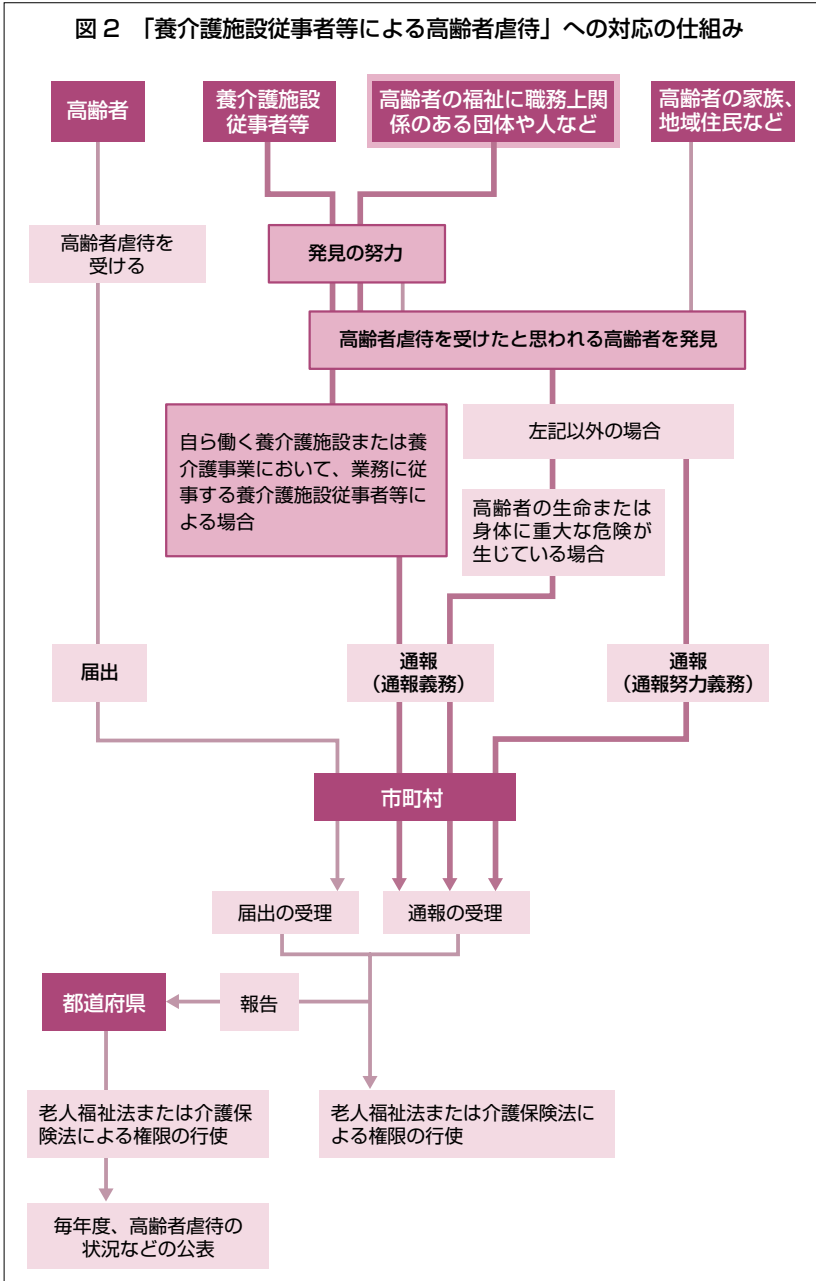 図2 「養介護施設従事者等による高齢者虐待」への対応の仕組み
高齢者
養介護施設
従事者等
高齢者の福祉に職務上関
係のある団体や人など
高齢者の家族、
地域住民など
高齢者虐待を
受ける
発見の努力
高齢者虐待を受けたと思われる高齢者を発見
自ら働く養介護施設または養
介護事業において、業務に従
事する養介護施設従事者等に
よる場合
左記以外の場合
高齢者の生命または
身体に重大な危険が
生じている場合
届出
通報
(通報義務)
通報
(通報努力義務)
市町村
届出の受理
通報の受理
都道府県
報告
老人福祉法または介護保
険法による権限の行使
老人福祉法または介護保険法に
よる権限の行使
毎年度、高齢者虐待の
状況などの公表